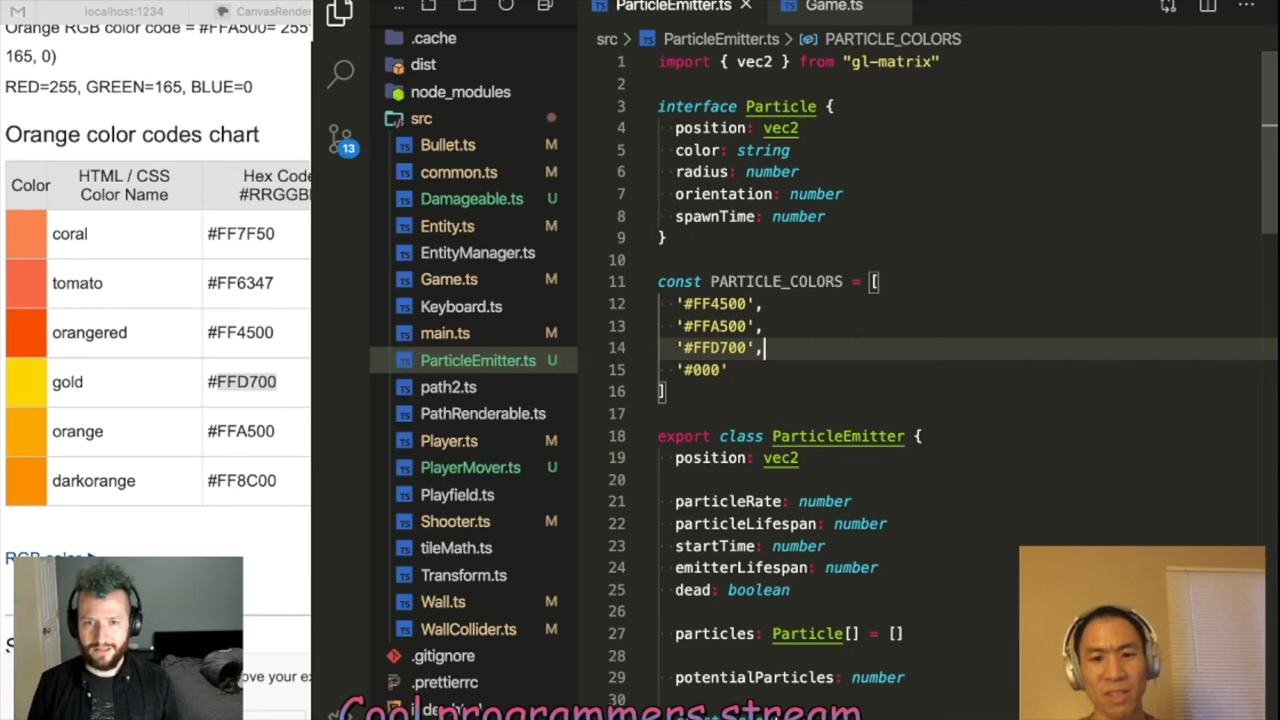 localhost:1234
CanvasRender
Orange RGB color code = #FFA500= 255*
165, 0)
RED=255, GREEN=165, BLUE=0
Orange color codes chart
Color
HTML / CSS
Color Name
Hex Code
#RRGGBB
coral #FF7F50
tomato #FF6347
orangered #FF4500
gold #FFD700
orange #FFA500
darkorange #FF8C00
RGB color ►
ove your ex
13
.cache
dist
node_modules
src
Bullet.ts M
common.ts M
Damageable.ts U
Entity.ts M
EntityManager.ts
Game.ts M
Keyboard.ts
main.ts M
ParticleEmitter.ts U
path2.ts
PathRenderable.ts
Player.ts M
PlayerMover.ts U
Playfield.ts
Shooter.ts M
tileMath.ts
Transform.ts
Wall.ts M
WallCollider.ts M
.gitignore
.prettierrc
ParticleEmitter.ts
Game.ts
src > ParticleEmitter.ts > PARTICLE_COLORS
1 import { vec2 } from "gl-matrix"
2
3 interface Particle {
4 position: vec2
5 color: string
6 radius: number
7 orientation: number
8 spawnTime: number
9 }
10
11 const PARTICLE_COLORS = [
12 '#FF4500',
13 '#FFA500',
14 '#FFD700',
15 '#000'
16 ]
17
18 export class ParticleEmitter {
19 position: vec2
20
21 particleRate: number
22 particleLifespan: number
23 startTime: number
24 emitterLifespan: number
25 dead: boolean
26
27 particles: Particle[] = []
28
29 potentialParticles: number
30
Cool programmers stream